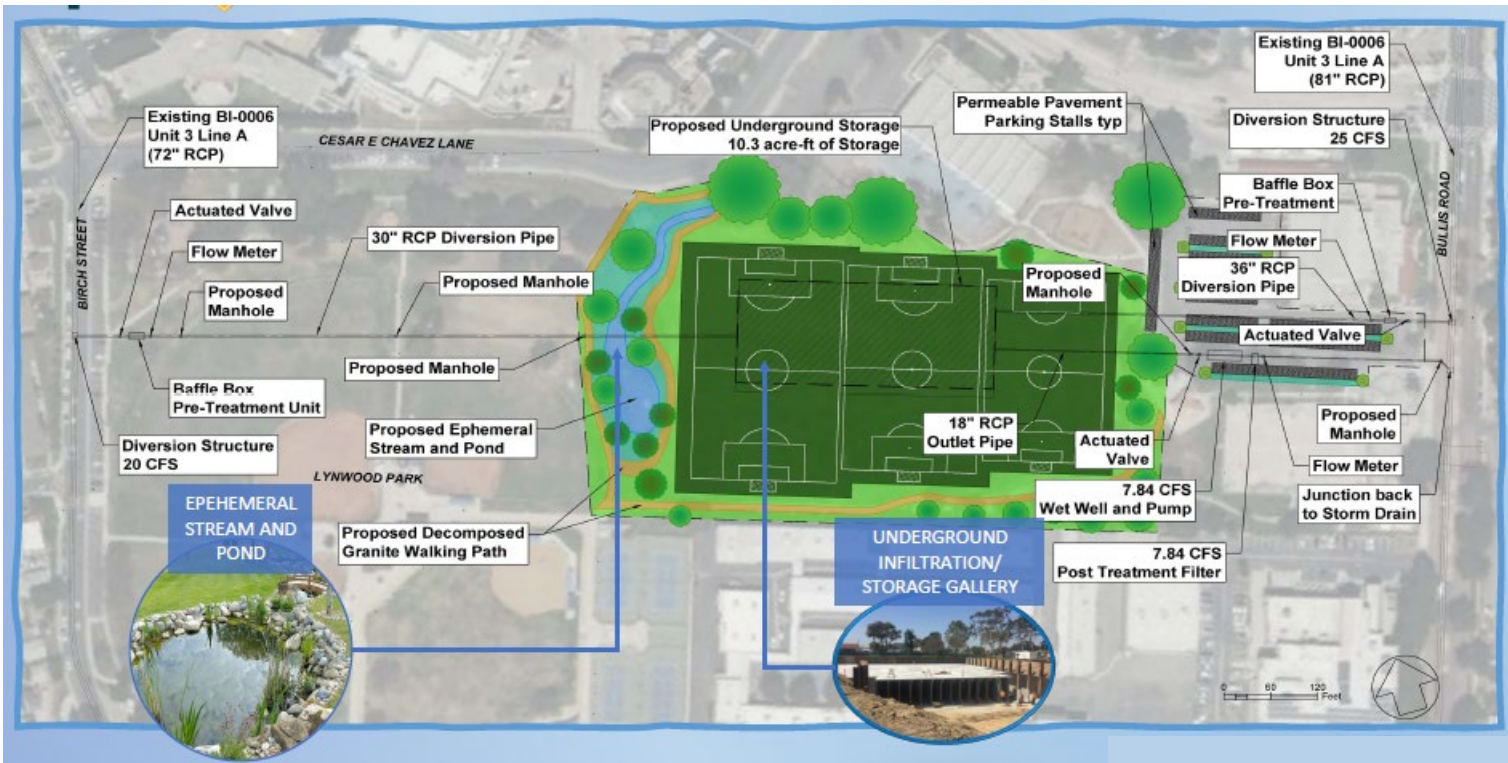 Existing BI-0006
Unit 3 Line A
(81" RCP)
Permeable Pavement
Parking Stalls typ
Existing BI-0006
Unit 3 Line A
(72" RCP)
CESAR E CHAVEZ LANE
Proposed Underground Storage
10.3 acre-ft of Storage
Diversion Structure
25 CFS
Baffle Box
Pre-Treatment
BULLIS ROAD
BIRCH STREET
Actuated Valve
Flow Meter
30" RCP Diversion Pipe
Flow Meter
36" RCP
Diversion Pipe
Proposed
Manhole
Proposed Manhole
Proposed
Manhole
Actuated Valve
Proposed Manhole
Baffle Box
Pre-Treatment Unit
Proposed Ephemeral
Stream and Pond
18" RCP
Outlet Pipe
Actuated
Valve
Proposed
Manhole
Diversion Structure
20 CFS
LYNWOOD PARK
Flow Meter
7.84 CFS
Wet Well and Pump
Junction back
to Storm Drain
EPEHEMERAL
STREAM AND
POND
Proposed Decomposed
Granite Walking Path
UNDERGROUND
INFILTRATION/
STORAGE GALLERY
7.84 CFS
Post Treatment Filter
0 60 120
Feet